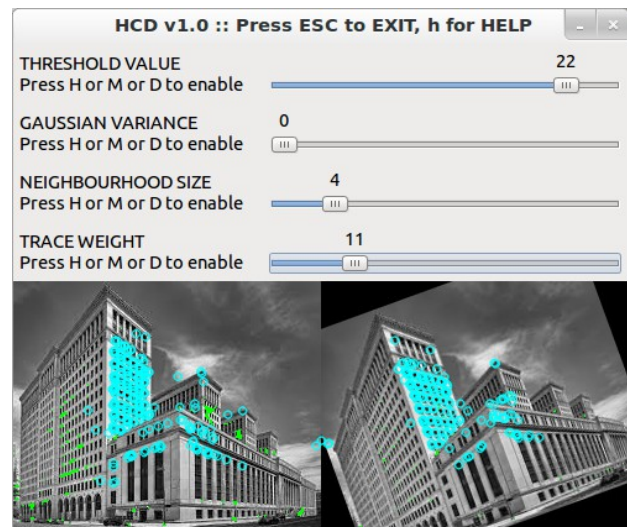 HCD v1.0 :: Press ESC to EXIT, h for HELP
THRESHOLD VALUE
22
Press H or M or D to enable
GAUSSIAN VARIANCE
0
Press H or M or D to enable
NEIGHBOURHOOD SIZE
4
Press H or M or D to enable
TRACE WEIGHT
11
Press H or M or D to enable